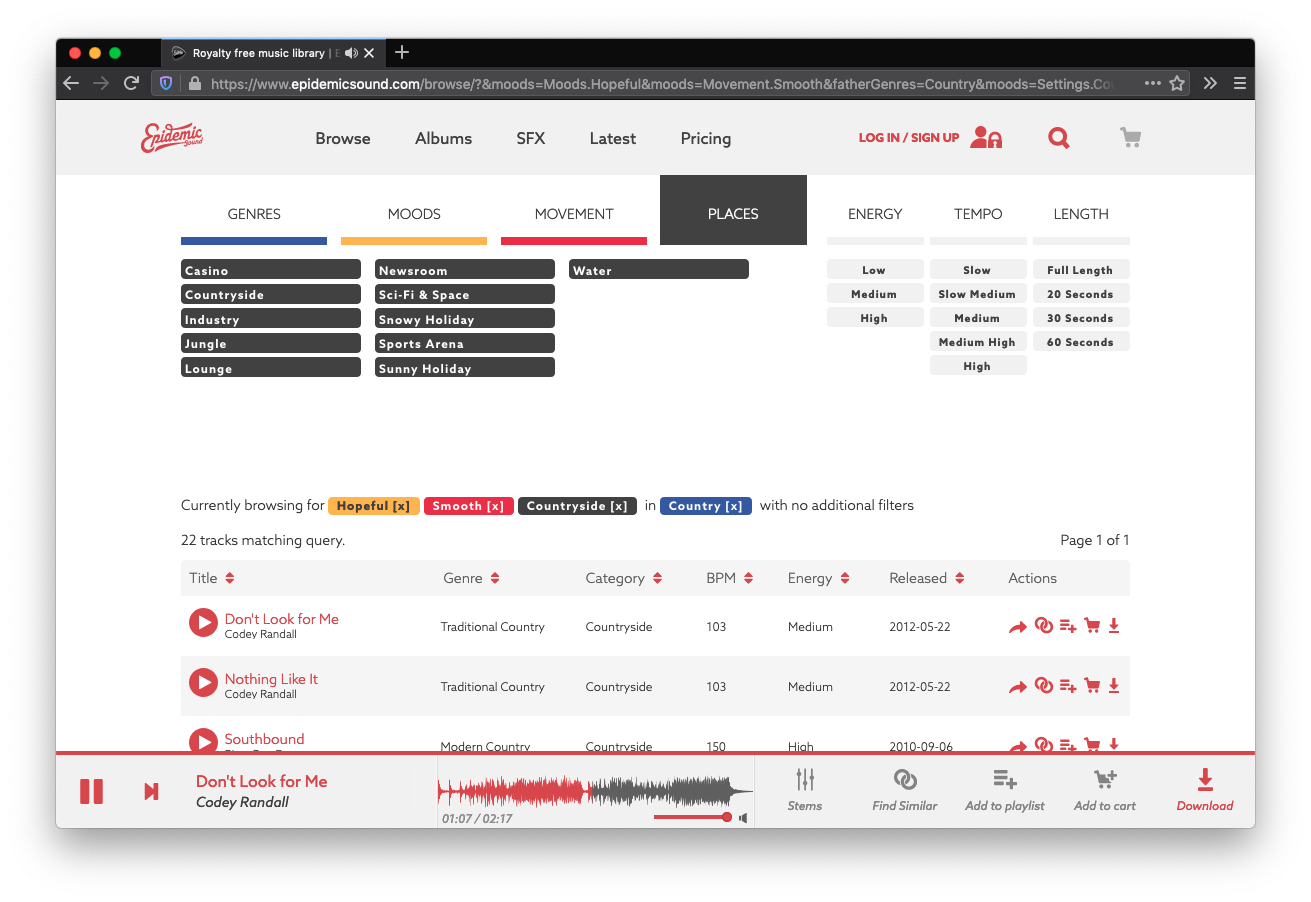 Royalty free music library | E
https://www.epidemicsound.com/browse/?&moods=Moods.Hopeful&moods=Movement.Smooth&fatherGenres=Country&moods=Settings.Co
Epidemic Sound
Browse Albums SFX Latest Pricing LOG IN / SIGN UP
GENRES MOODS MOVEMENT PLACES ENERGY TEMPO LENGTH
Casino Newsroom Water Low Slow Full Length
Countryside Sci-Fi & Space Medium Slow Medium 20 Seconds
Industry Snowy Holiday High Medium 30 Seconds
Jungle Sports Arena Medium High 60 Seconds
Lounge Sunny Holiday High
Currently browsing for Hopeful [x] Smooth [x] Countryside [x] in Country [x] with no additional filters
22 tracks matching query. Page 1 of 1
Title Genre Category BPM Energy Released Actions
Don't Look for Me
Codey Randall Traditional Country Countryside 103 Medium 2012-05-22
Nothing Like It
Codey Randall Traditional Country Countryside 103 Medium 2012-05-22
Southbound
Modern Country Countryside 150 High 2010-09-06
Don't Look for Me
Codey Randall
01:07 / 02:17
Stems Find Similar Add to playlist Add to cart Download